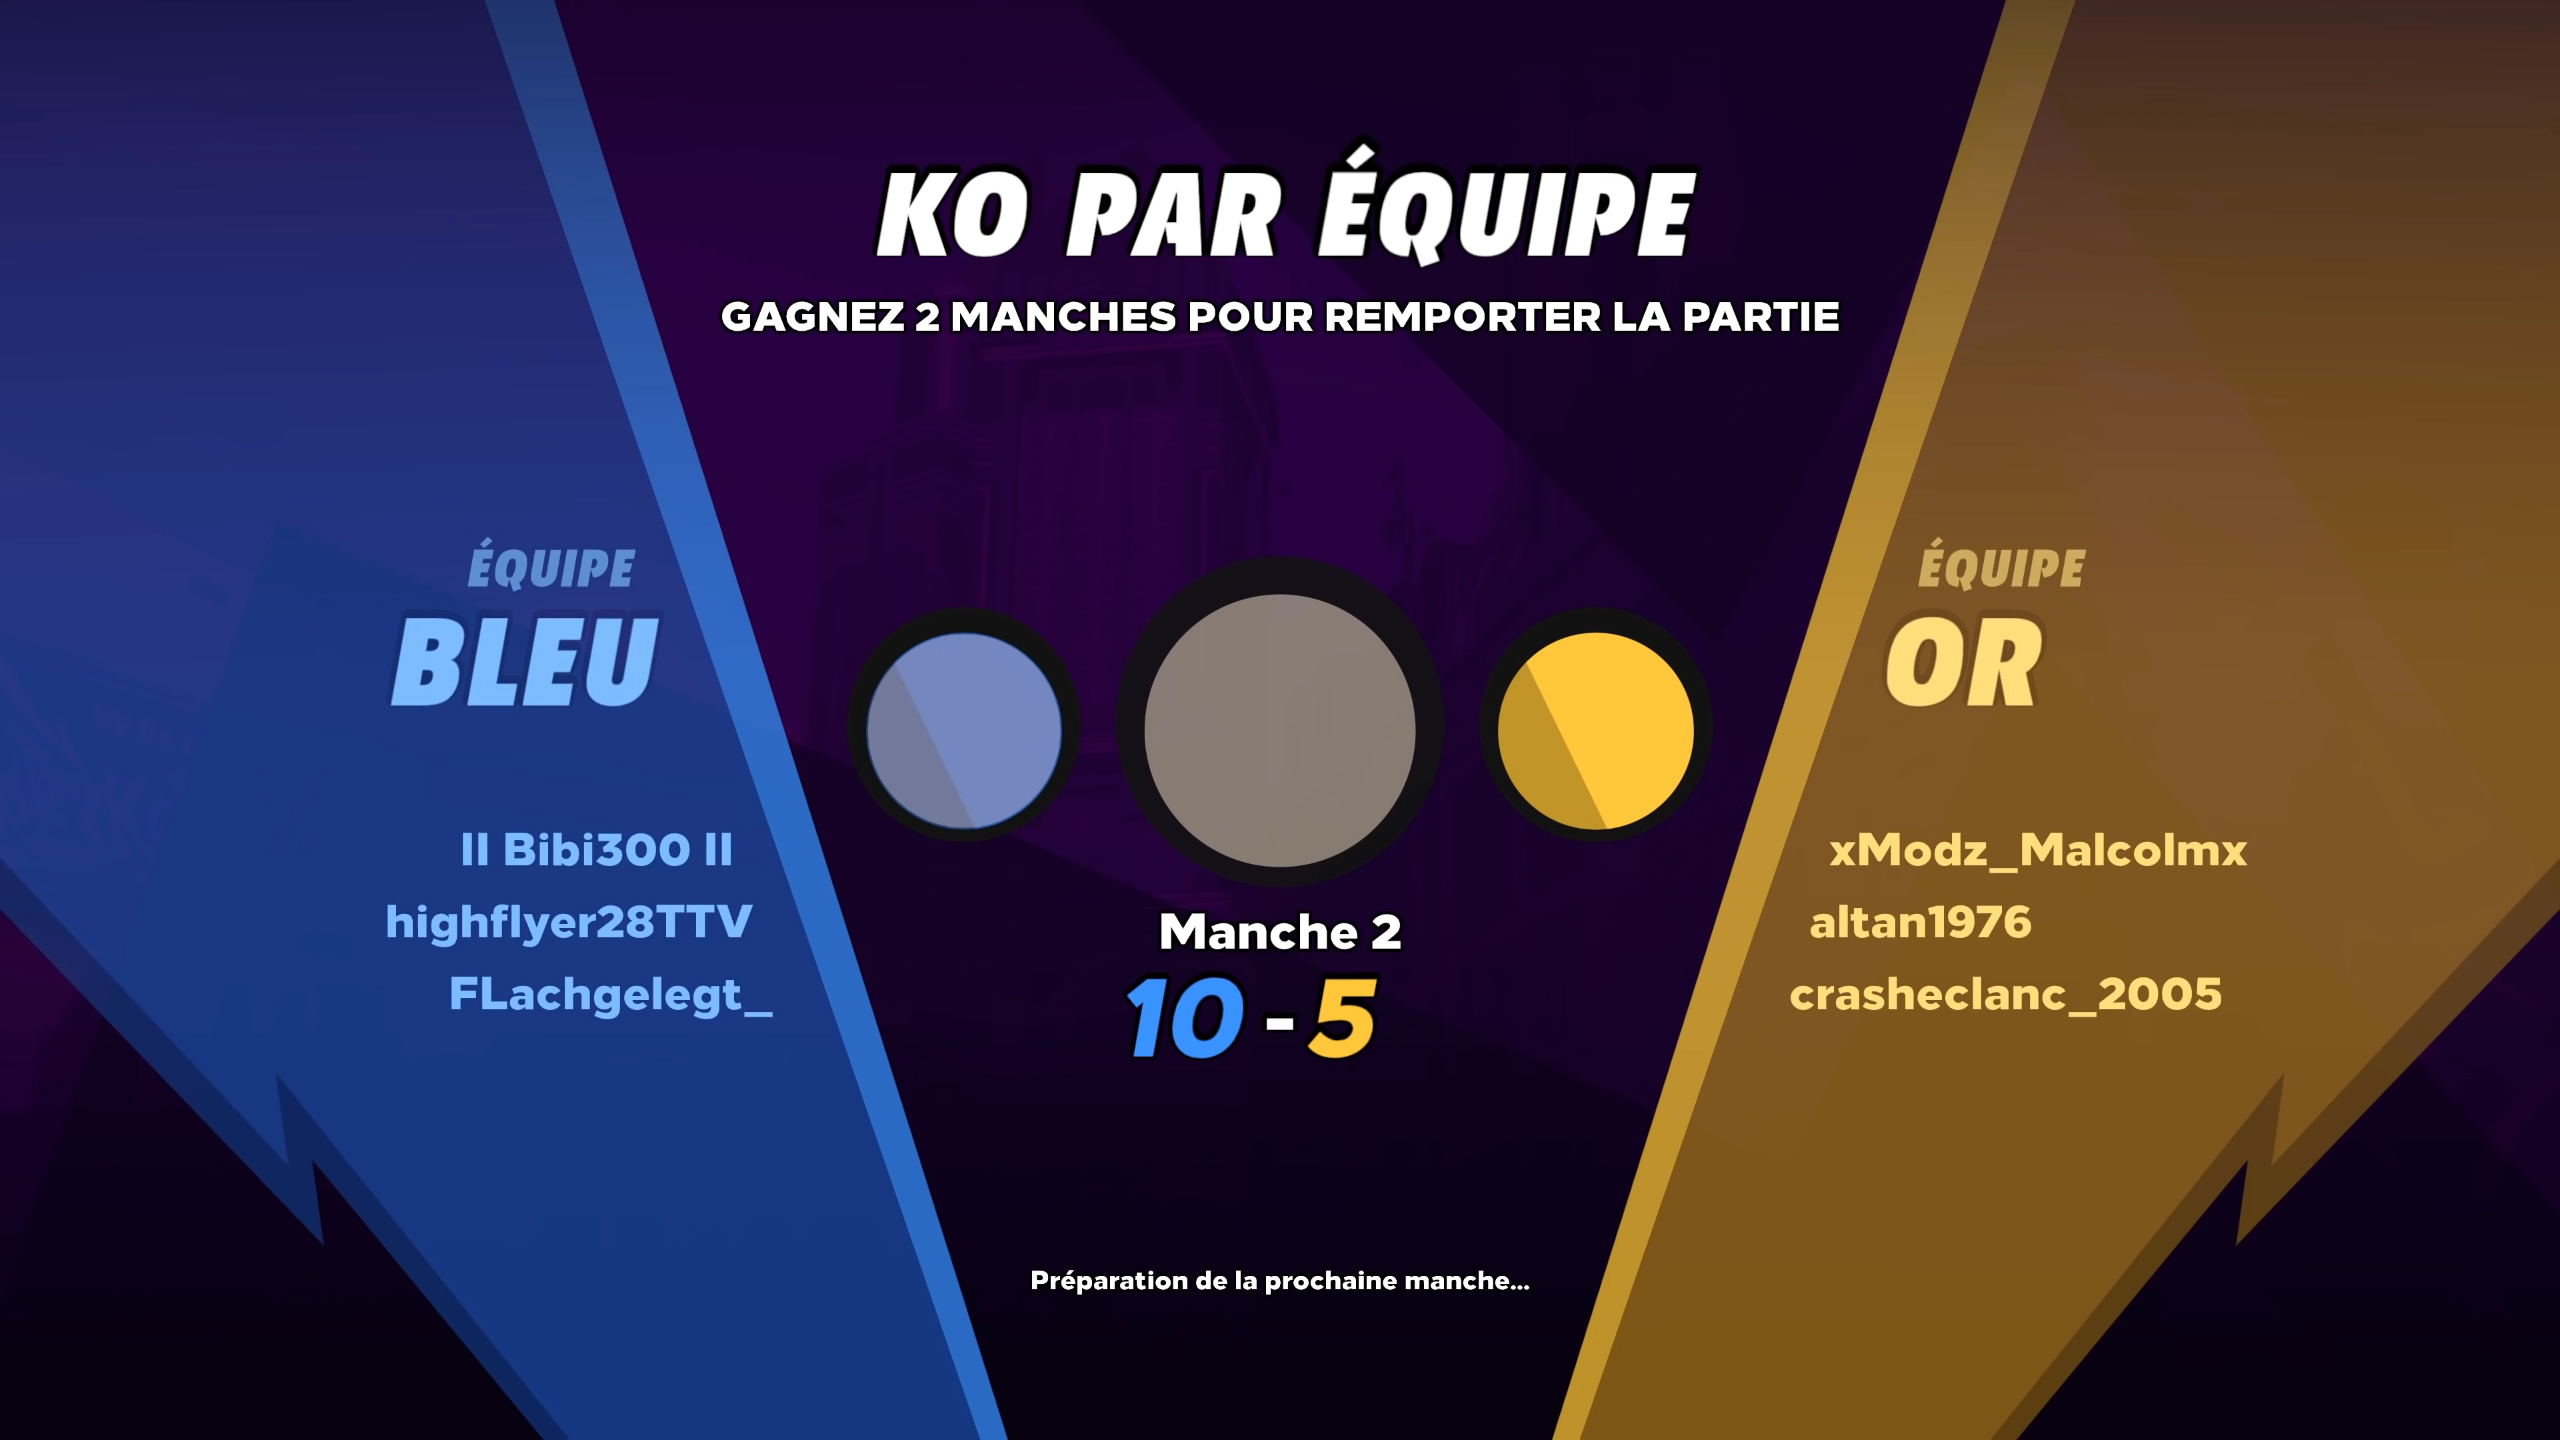 KO PAR ÉQUIPE
GAGNEZ 2 MANCHES POUR REMPORTER LA PARTIE
ÉQUIPE
BLEU
II Bibi300 II
highflyer28TTV
FLachgelegt_
Manche 2
10 - 5
ÉQUIPE
OR
xModz_Malcolmx
altan1976
crasheclanc_2005
Préparation de la prochaine manche...